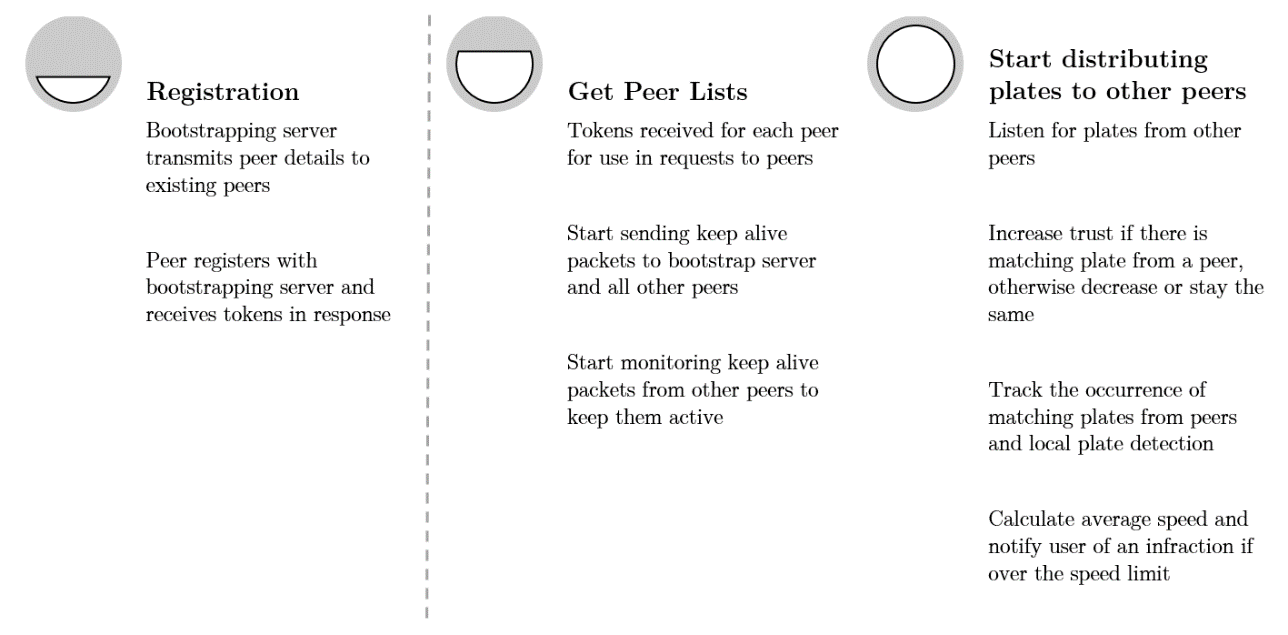 Registration
Bootstrapping server
transmits peer details to
existing peers
Peer registers with
bootstrapping server and
receives tokens in response
Get Peer Lists
Tokens received for each peer
for use in requests to peers
Start sending keep alive
packets to bootstrap server
and all other peers
Start monitoring keep alive
packets from other peers to
keep them active
Start distributing
plates to other peers
Listen for plates from other
peers
Increase trust if there is
matching plate from a peer,
otherwise decrease or stay the
same
Track the occurrence of
matching plates from peers
and local plate detection
Calculate average speed and
notify user of an infraction if
over the speed limit